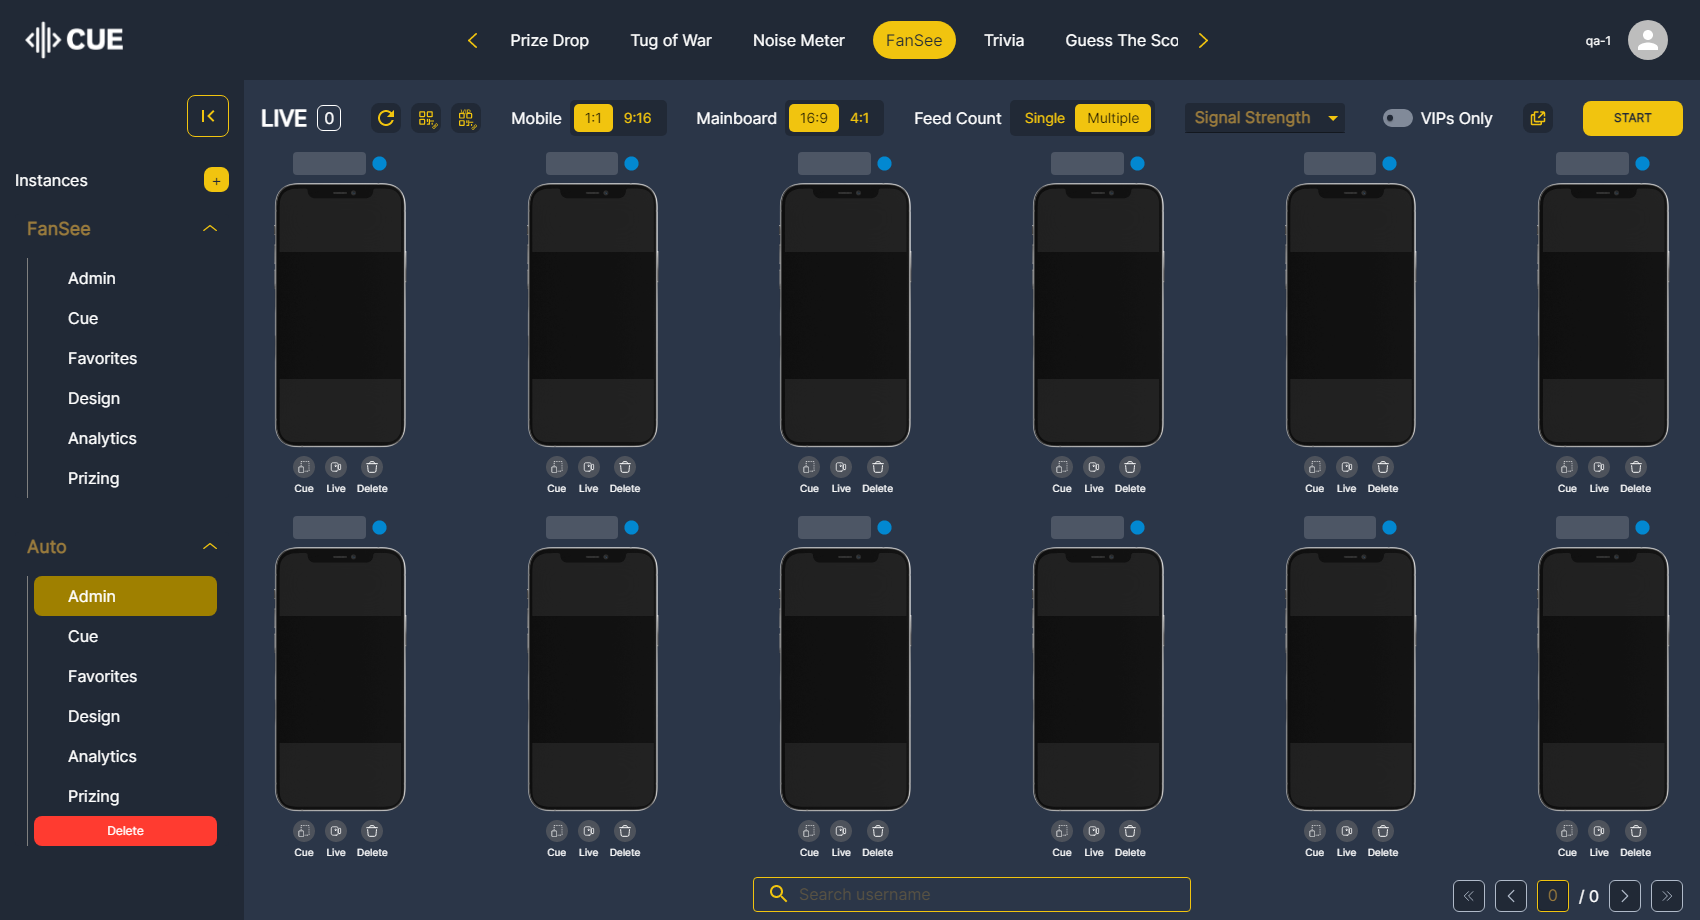 CUE
Prize Drop Tug of War Noise Meter FanSee Trivia Guess The Sco
qa-1
LIVE 0 Mobile 1:1 9:16 Mainboard 16:9 4:1 Feed Count Single Multiple Signal Strength VIPs Only START
Instances +
FanSee
Admin
Cue
Favorites
Design
Analytics
Prizing
Auto
Admin
Cue
Favorites
Design
Analytics
Prizing
Delete
Cue Live Delete Cue Live Delete Cue Live Delete Cue Live Delete Cue Live Delete Cue Live Delete
Cue Live Delete Cue Live Delete Cue Live Delete Cue Live Delete Cue Live Delete Cue Live Delete
Search username
0 / 0